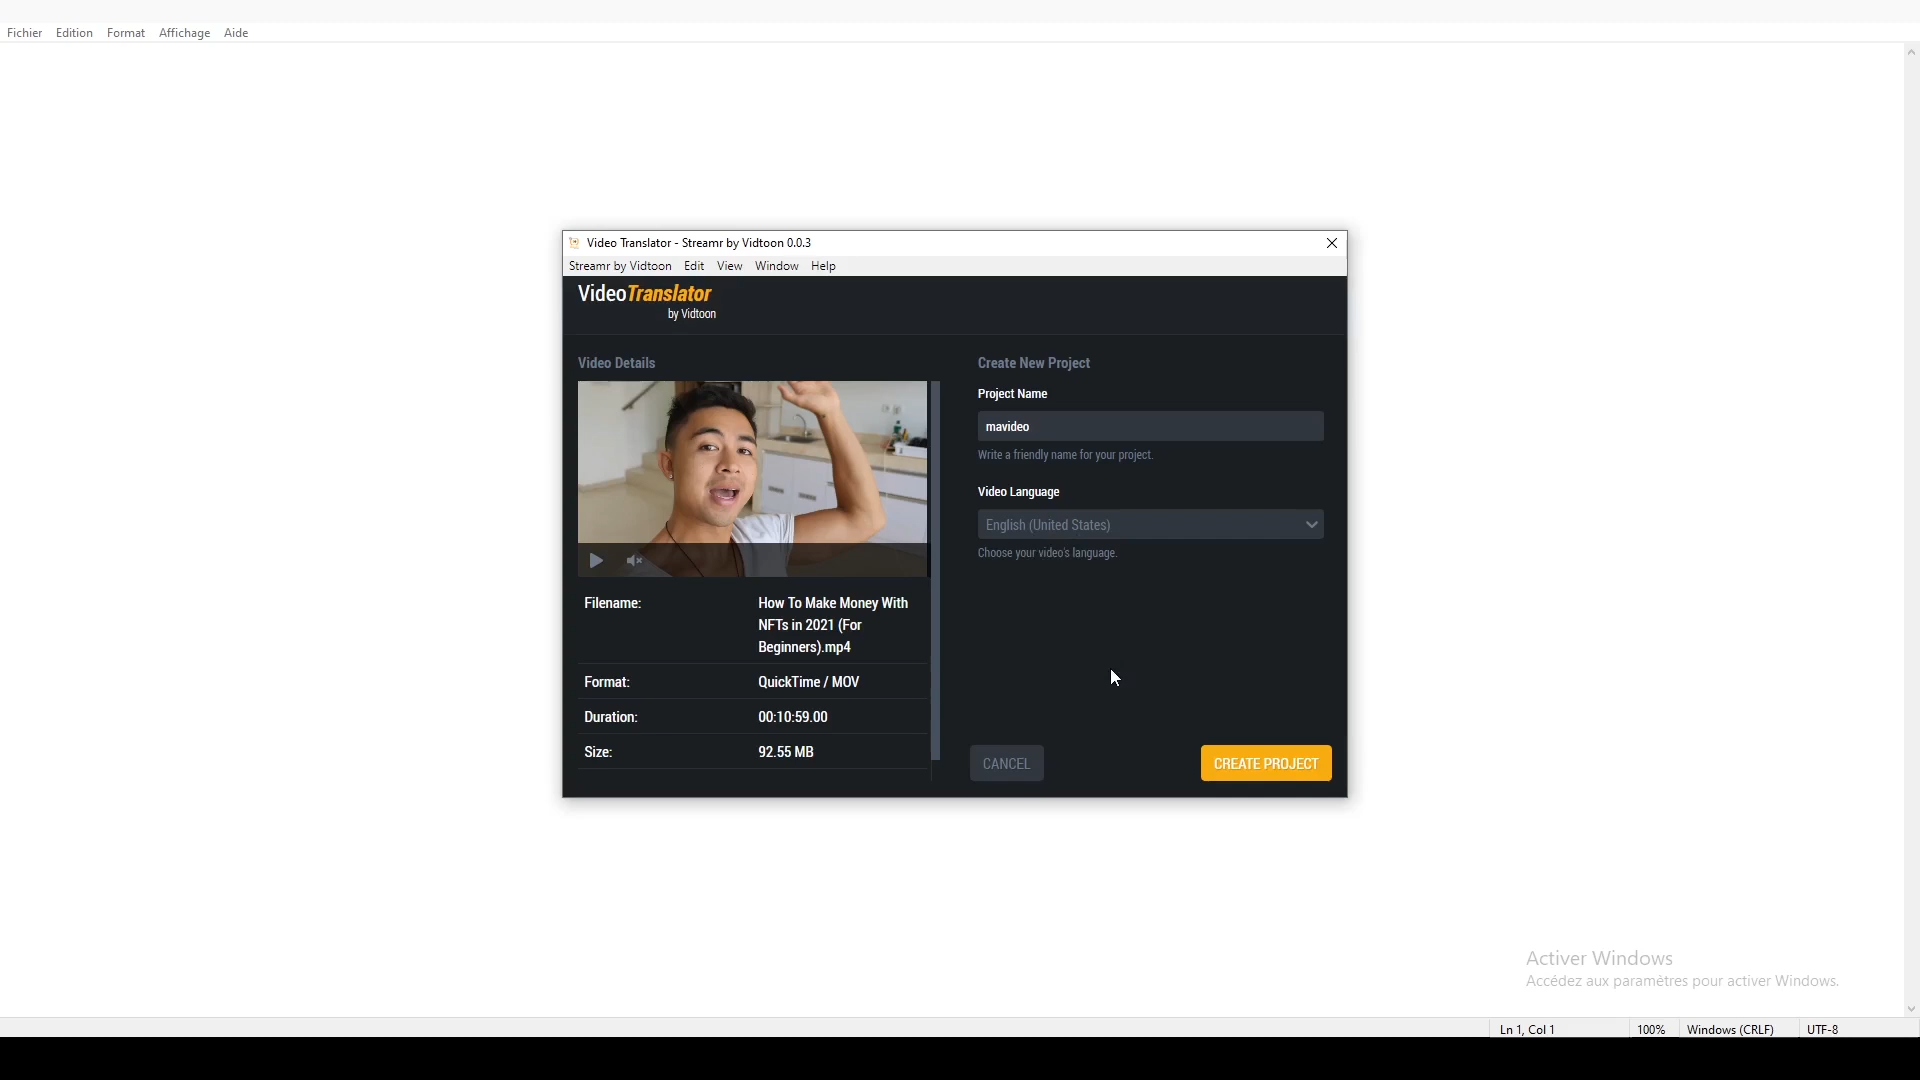 Fichier Edition Format Affichage Aide
Video Translator - Streamr by Vidtoon 0.0.3
Streamr by Vidtoon Edit View Window Help
VideoTranslator
by Vidtoon
Video Details
Filename: How To Make Money With
NFTs in 2021 (For
Beginners).mp4
Format: QuickTime / MOV
Duration: 00:10:59.00
Size: 92.55 MB
Create New Project
Project Name
mavideo
Write a friendly name for your project.
Video Language
English (United States)
Choose your video's language.
CANCEL CREATE PROJECT
Activer Windows
Accédez aux paramètres pour activer Windows.
Ln 1, Col 1 100% Windows (CRLF) UTF-8